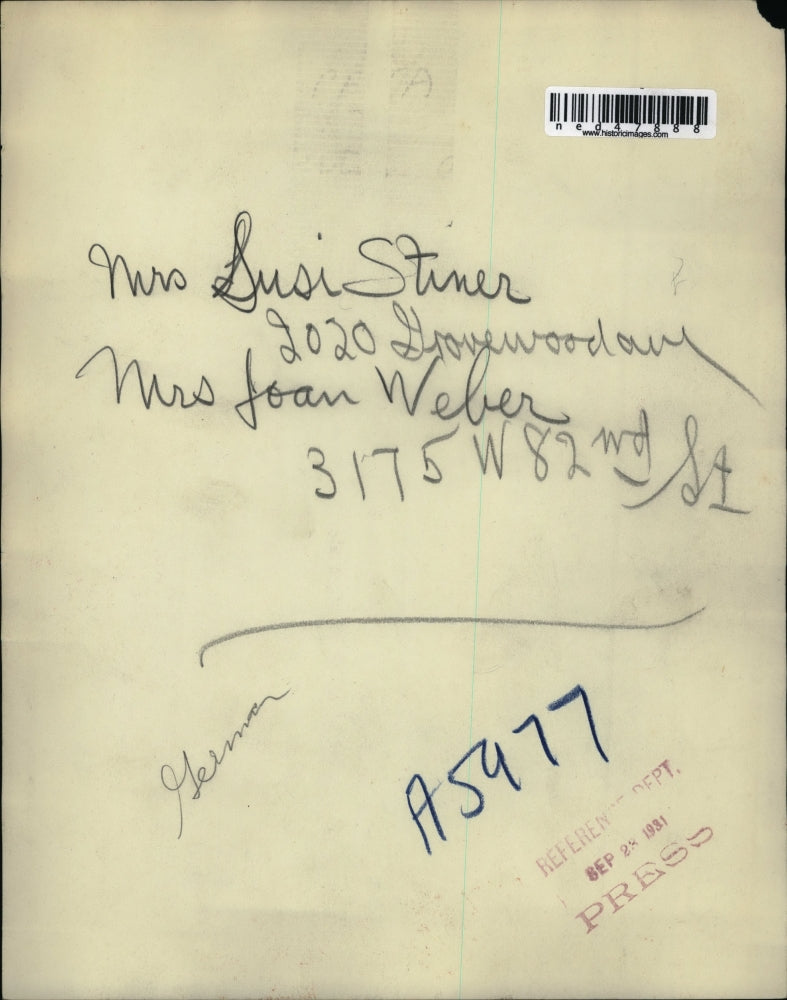 ned47888
www.historicimages.com
Mrs Susi Stiner
2020 Grovewood ave
Mrs Joan Weber
3175 W 82nd St
German
A5977
REFERENCE DEPT.
SEP 1931
PRESS